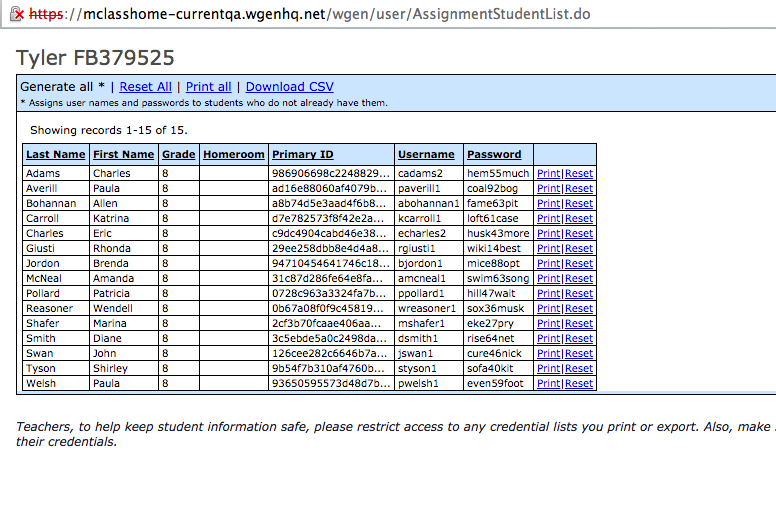 https://mclasshome-currentqa.wgenhq.net/wgen/user/AssignmentStudentList.do
Tyler FB379525
Generate all * | Reset All | Print all | Download CSV
* Assigns user names and passwords to students who do not already have them.
Showing records 1-15 of 15.
Last Name First Name Grade Homeroom Primary ID Username Password
Adams Charles 8 986906698c2248829... cadams2 hem55much Print|Reset
Averill Paula 8 ad16e88060af4079b... paverill1 coal92bog Print|Reset
Bohannan Allen 8 a8b74d5e3aad4f6b8... abohannan1 fame63pit Print|Reset
Carroll Katrina 8 d7e782573f8f42e2a... kcarroll1 loft61case Print|Reset
Charles Eric 8 c9dc4904cabd46e38... echarles2 husk43more Print|Reset
Giusti Rhonda 8 29ee258dbb8e4d4a8... rgiusti1 wiki14best Print|Reset
Jordon Brenda 8 94710454641746c18... bjordon1 mice88opt Print|Reset
McNeal Amanda 8 31c87d286fe64e8fa... amcneal1 swim63song Print|Reset
Pollard Patricia 8 0728c963a3324fa7b... ppollard1 hill47wait Print|Reset
Reasoner Wendell 8 0b67a08f0f9c45819... wreasoner1 sox36musk Print|Reset
Shafer Marina 8 2cf3b70fcaae406aa... mshafer1 eke27pry Print|Reset
Smith Diane 8 3c5ebde5a0c2498da... dsmith1 rise64net Print|Reset
Swan John 8 126cee282c6646b7a... jswan1 cure46nick Print|Reset
Tyson Shirley 8 9b54f7b310af4760b... styson1 sofa40kit Print|Reset
Welsh Paula 8 93650595573d48d7b... pwelsh1 even59foot Print|Reset
Teachers, to help keep student information safe, please restrict access to any credential lists you print or export. Also, make
their credentials.